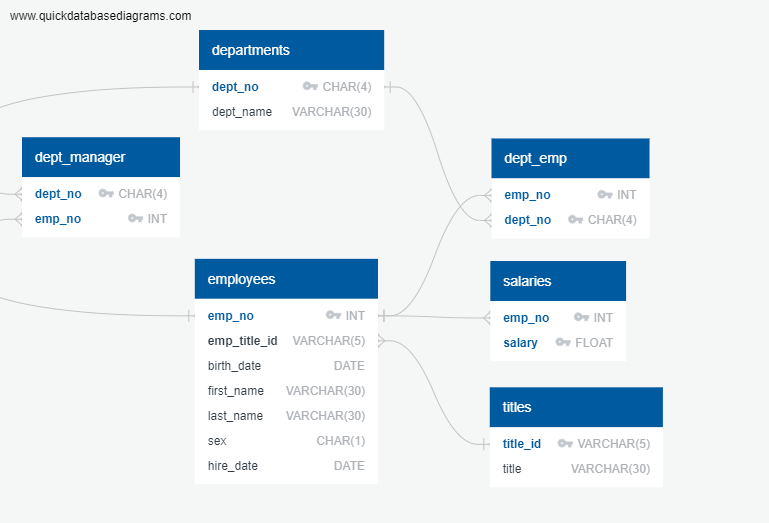 www.quickdatabasediagrams.com
departments
dept_no CHAR(4)
dept_name VARCHAR(30)
dept_manager
dept_no CHAR(4)
emp_no INT
dept_emp
emp_no INT
dept_no CHAR(4)
employees
emp_no INT
emp_title_id VARCHAR(5)
birth_date DATE
first_name VARCHAR(30)
last_name VARCHAR(30)
sex CHAR(1)
hire_date DATE
salaries
emp_no INT
salary FLOAT
titles
title_id VARCHAR(5)
title VARCHAR(30)